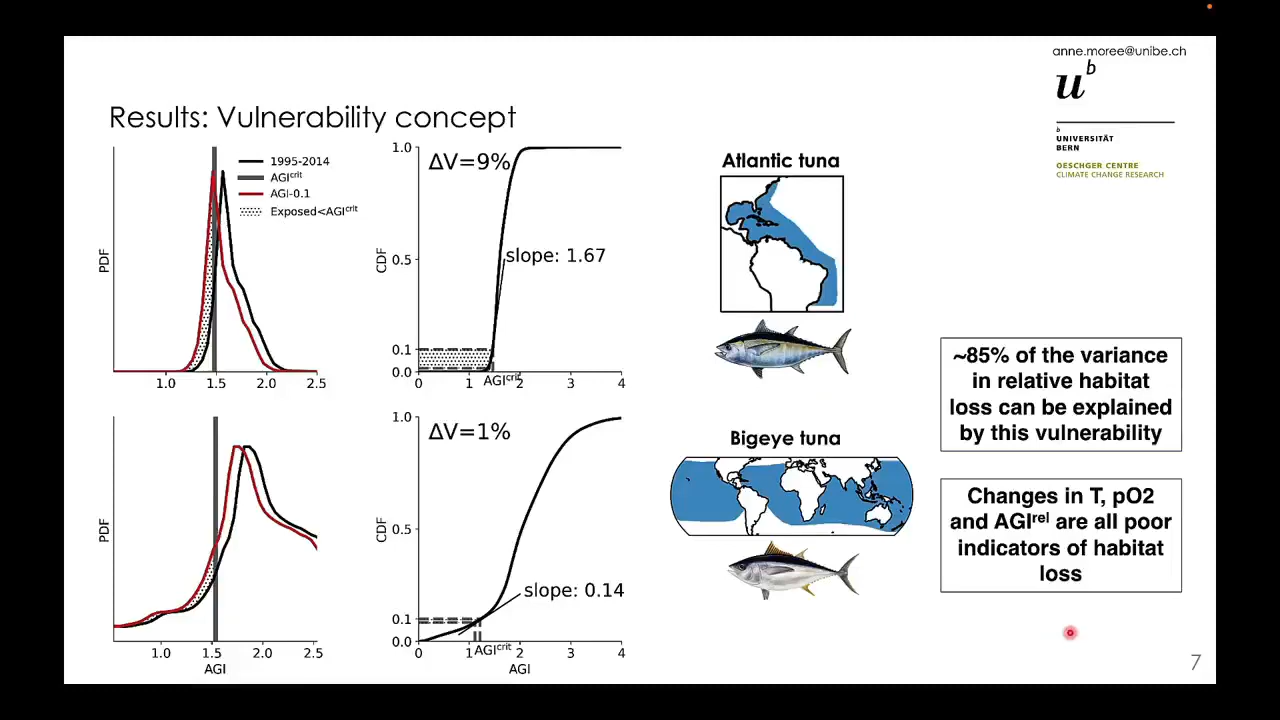 anne.moree@unibe.ch
u^b
b
UNIVERSITÄT
BERN
OESCHGER CENTRE
CLIMATE CHANGE RESEARCH
Results: Vulnerability concept
1995-2014
AGI^crit
AGI-0.1
Exposed<AGI^crit
PDF
1.0 1.5 2.0 2.5
ΔV=9%
slope: 1.67
CDF
1.0
0.5
0.1
0.0
0 1 2 3 4
AGI^crit
Atlantic tuna
PDF
1.0 1.5 2.0 2.5
AGI
ΔV=1%
slope: 0.14
CDF
1.0
0.5
0.1
0.0
0 1 2 3 4
AGI^crit
AGI
Bigeye tuna
~85% of the variance
in relative habitat
loss can be explained
by this vulnerability
Changes in T, pO2
and AGI^rel are all poor
indicators of habitat
loss
7